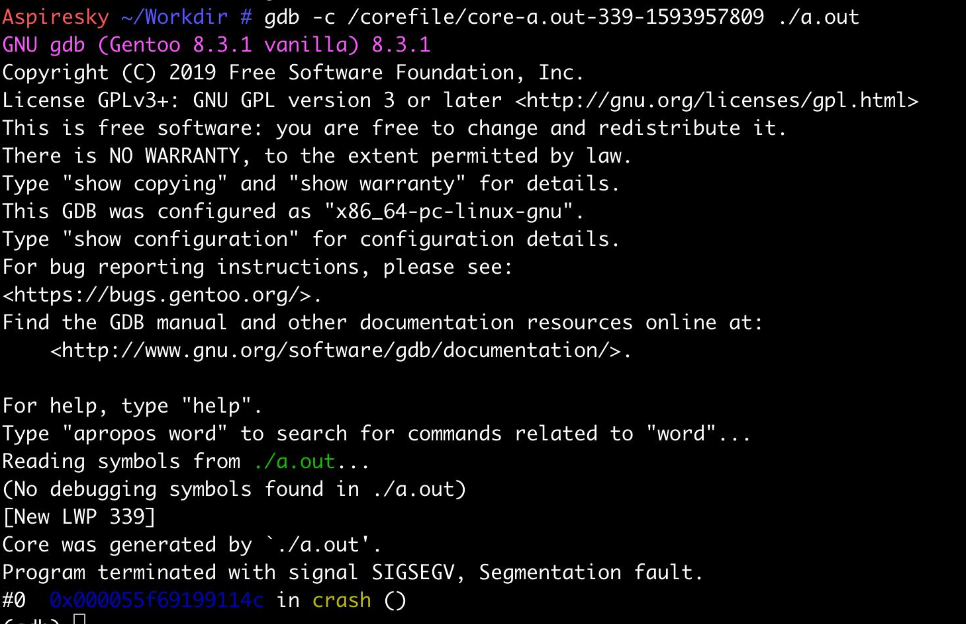 Aspiresky ~/Workdir # gdb -c /corefile/core-a.out-339-1593957809 ./a.out
GNU gdb (Gentoo 8.3.1 vanilla) 8.3.1
Copyright (C) 2019 Free Software Foundation, Inc.
License GPLv3+: GNU GPL version 3 or later <http://gnu.org/licenses/gpl.html>
This is free software: you are free to change and redistribute it.
There is NO WARRANTY, to the extent permitted by law.
Type "show copying" and "show warranty" for details.
This GDB was configured as "x86_64-pc-linux-gnu".
Type "show configuration" for configuration details.
For bug reporting instructions, please see:
<https://bugs.gentoo.org/>.
Find the GDB manual and other documentation resources online at:
    <http://www.gnu.org/software/gdb/documentation/>.

For help, type "help".
Type "apropos word" to search for commands related to "word"...
Reading symbols from ./a.out...
(No debugging symbols found in ./a.out)
[New LWP 339]
Core was generated by `./a.out'.
Program terminated with signal SIGSEGV, Segmentation fault.
#0  0x000055f69199114c in crash ()
(gdb)